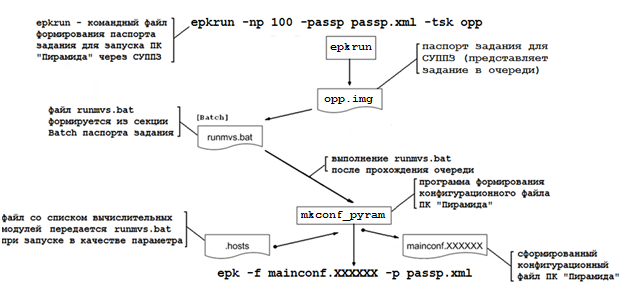 epkrun -np 100 -passp passp.xml -tsk opp
epkrun - командный файл
формирования паспорта
задания для запуска ПК
"Пирамида" через СУППЗ
epkrun
паспорт задания для
СУППЗ (представляет
задание в очереди)
opp.img
файл runmvs.bat
формируется из секции
Batch паспорта задания
[Batch]
runmvs.bat
выполнение runmvs.bat
после прохождения очереди
программа формирования
конфигурационного файла
ПК "Пирамида"
mkconf_pyram
файл со списком вычислительных
модулей передается runmvs.bat
при запуске в качестве параметра
.hosts
mainconf.XXXXXX
сформированный
конфигурационный
файл ПК "Пирамида"
epk -f mainconf.XXXXXX -p passp.xml